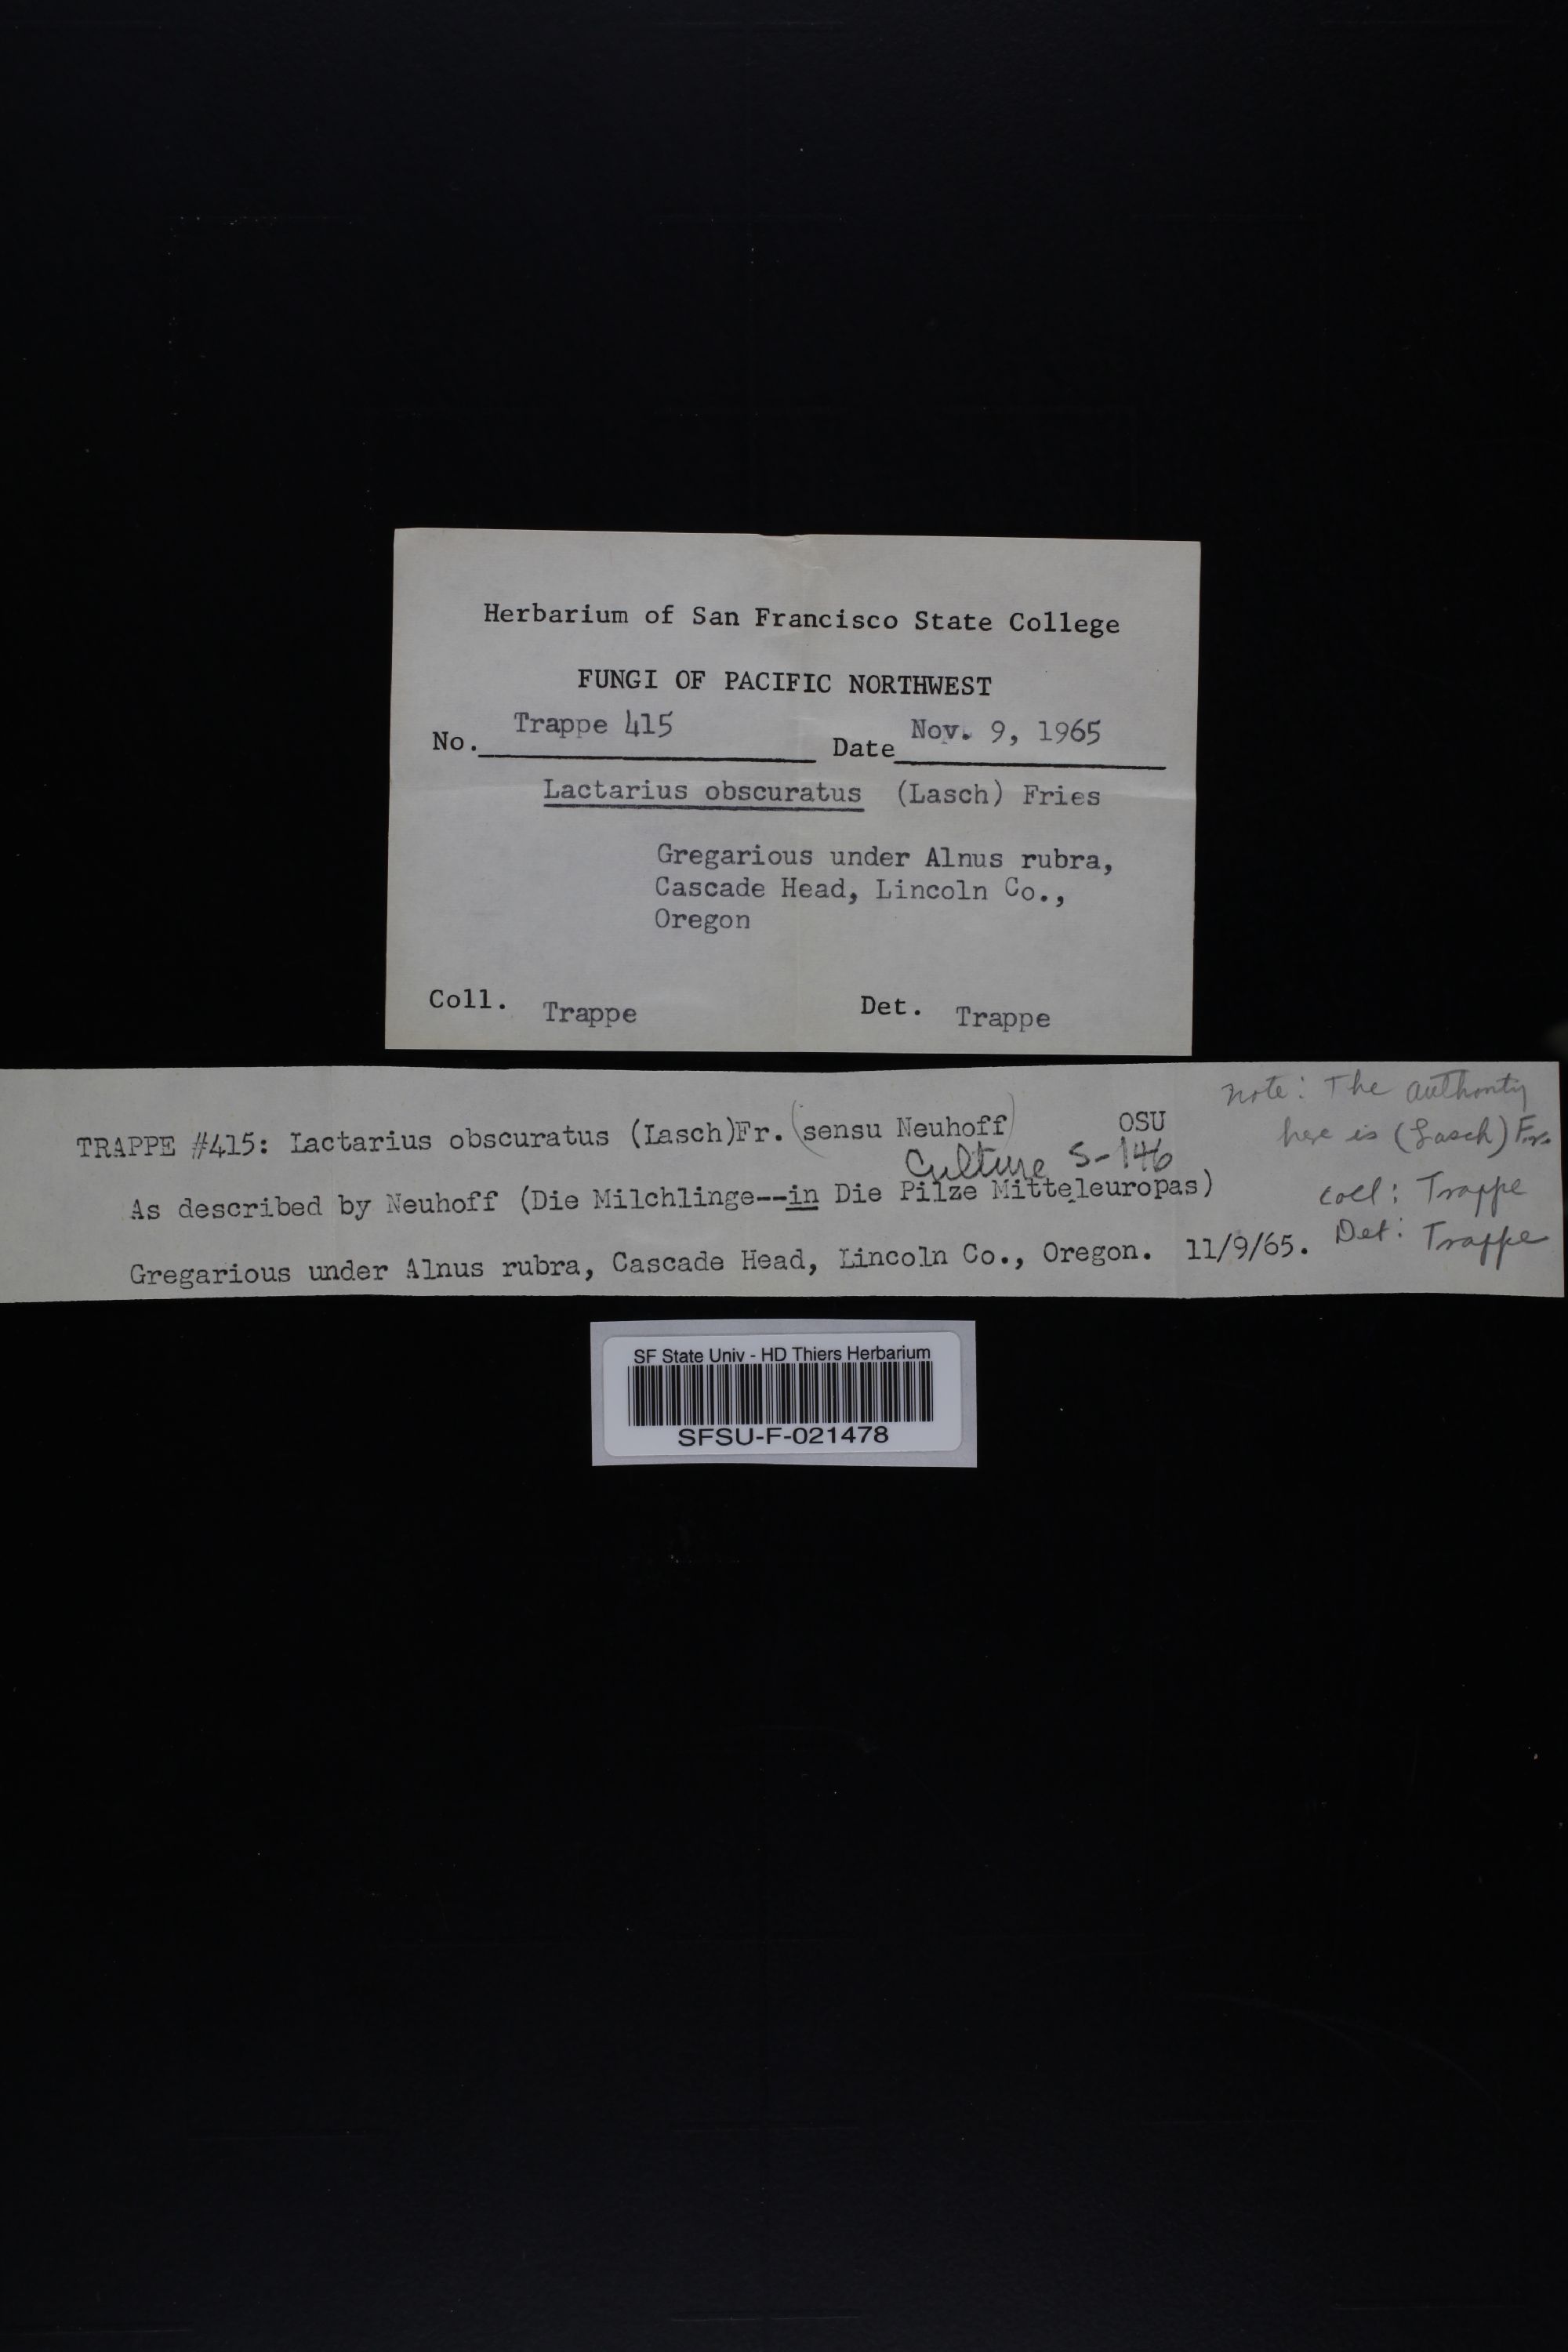 Herbarium of San Francisco State College
FUNGI OF PACIFIC NORTHWEST
No. Trappe 415 Date Nov. 9, 1965
Lactarius obscuratus (Lasch) Fries
Gregarious under Alnus rubra,
Cascade Head, Lincoln Co.,
Oregon
Coll. Trappe Det. Trappe
TRAPPE #415: Lactarius obscuratus (Lasch)Fr. (sensu Neuhoff) OSU
Culture S-146
As described by Neuhoff (Die Milchlinge--in Die Pilze Mitteleuropas)
Gregarious under Alnus rubra, Cascade Head, Lincoln Co., Oregon. 11/9/65.
Note: The authority
here is (Lasch) Frs.
Coll: Trappe
Det: Trappe
SF State Univ - HD Thiers Herbarium
SFSU-F-021478